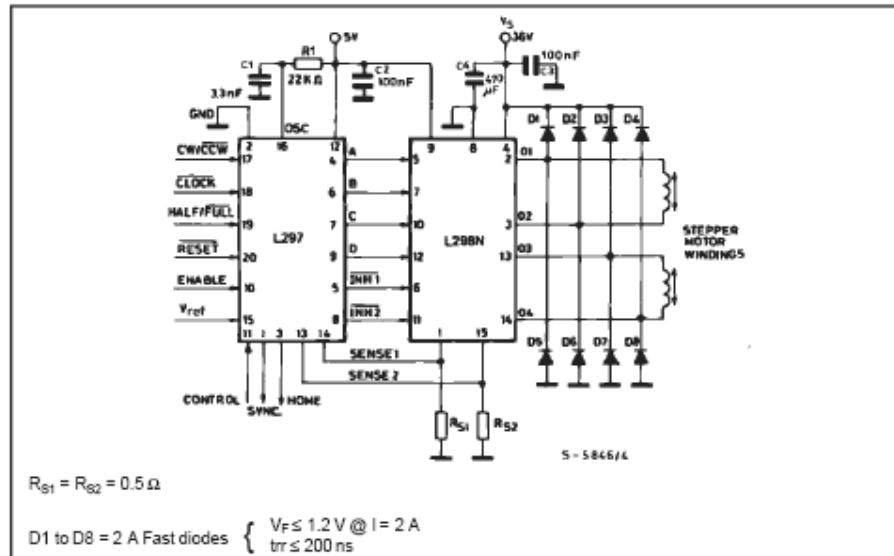 Vs
5V
36V
R1
C1
22KΩ
C2
100nF
C4
470
µF
100nF
C3
3.3nF
GND
OSC
D1 D2 D3 D4
2 16 12
9 8 4
CW/CCW 17
4 A 5
2 O1
CLOCK 18
6 B 7
HALF/FULL 19
7 C 10
3 O2
L297
L298N
STEPPER
MOTOR
WINDINGS
RESET 20
9 D 12
13 O3
ENABLE 10
5 INH1 6
Vref 15
8 INH2 11
14 O4
11 1 3 13 14
1 15
D5 D6 D7 D8
SENSE 1
SENSE 2
CONTROL
SYNC
HOME
RS1
RS2
S-5846/4
RS1 = RS2 = 0.5 Ω
D1 to D8 = 2 A Fast diodes { VF ≤ 1.2 V @ I = 2 A
trr ≤ 200 ns